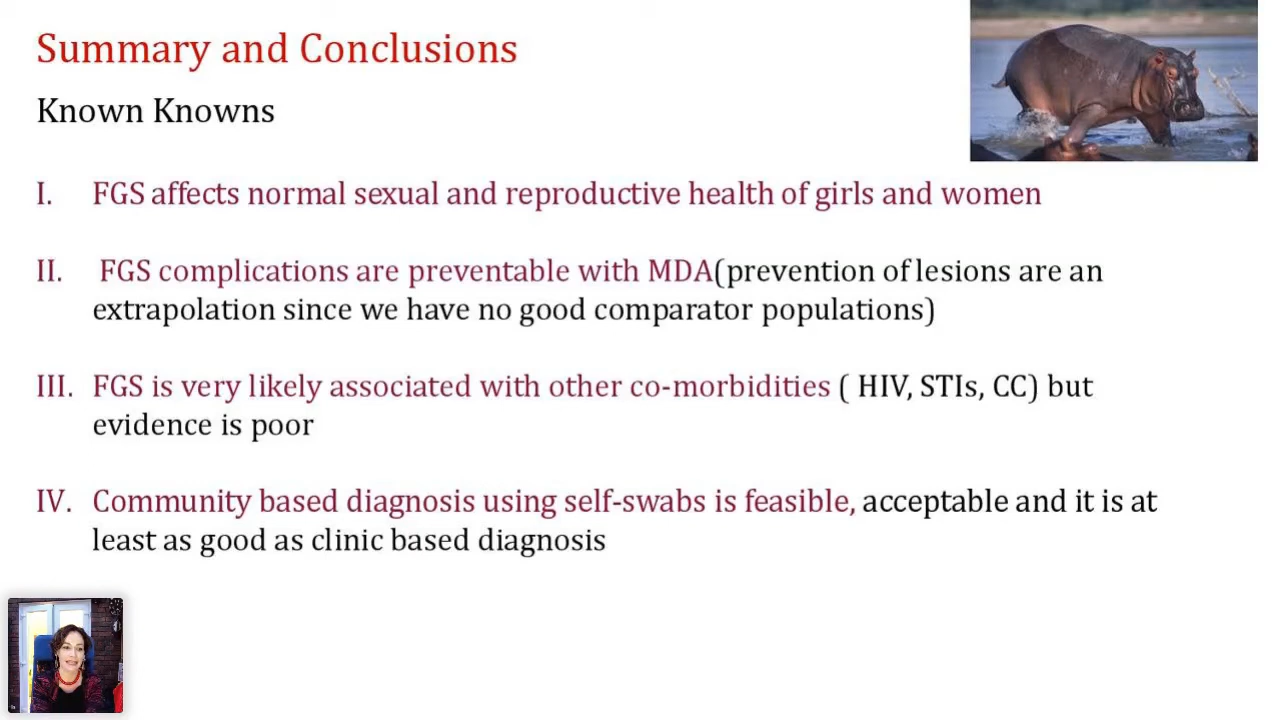 Summary and Conclusions
Known Knowns
I. FGS affects normal sexual and reproductive health of girls and women
II. FGS complications are preventable with MDA(prevention of lesions are an
extrapolation since we have no good comparator populations)
III. FGS is very likely associated with other co-morbidities ( HIV, STIs, CC) but
evidence is poor
IV. Community based diagnosis using self-swabs is feasible, acceptable and it is at
least as good as clinic based diagnosis